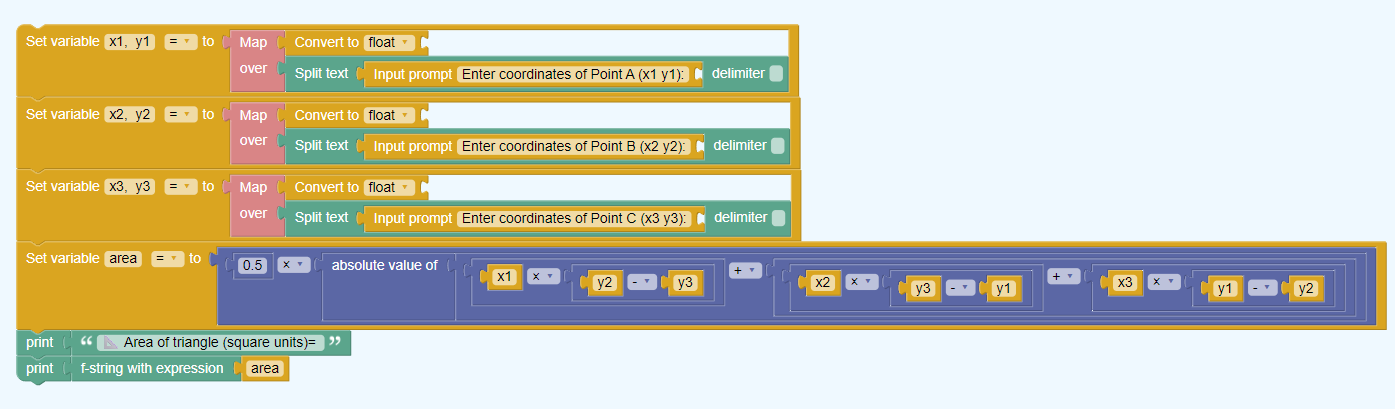 Set variable x1, y1 = to Map Convert to float
over Split text Input prompt Enter coordinates of Point A (x1 y1): delimiter
Set variable x2, y2 = to Map Convert to float
over Split text Input prompt Enter coordinates of Point B (x2 y2): delimiter
Set variable x3, y3 = to Map Convert to float
over Split text Input prompt Enter coordinates of Point C (x3 y3): delimiter
Set variable area = to 0.5 × absolute value of x1 × y2 - y3 + x2 × y3 - y1 + x3 × y1 - y2
print “ 📐 Area of triangle (square units)= ”
print f-string with expression area